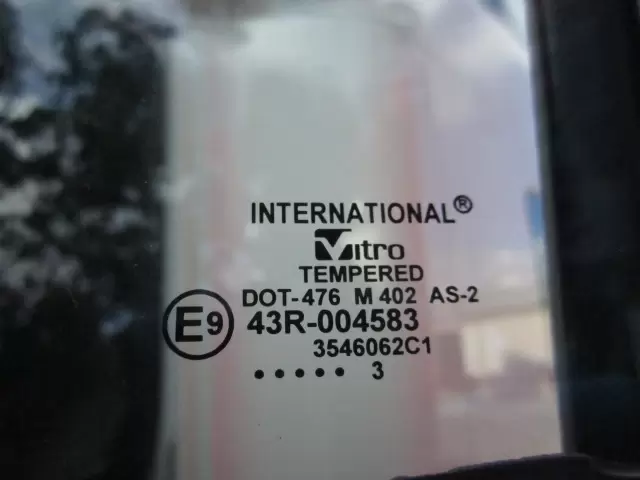 INTERNATIONAL®
Vitro
TEMPERED
DOT-476 M 402 AS-2
E9 43R-004583
3546062C1
• • • • • 3